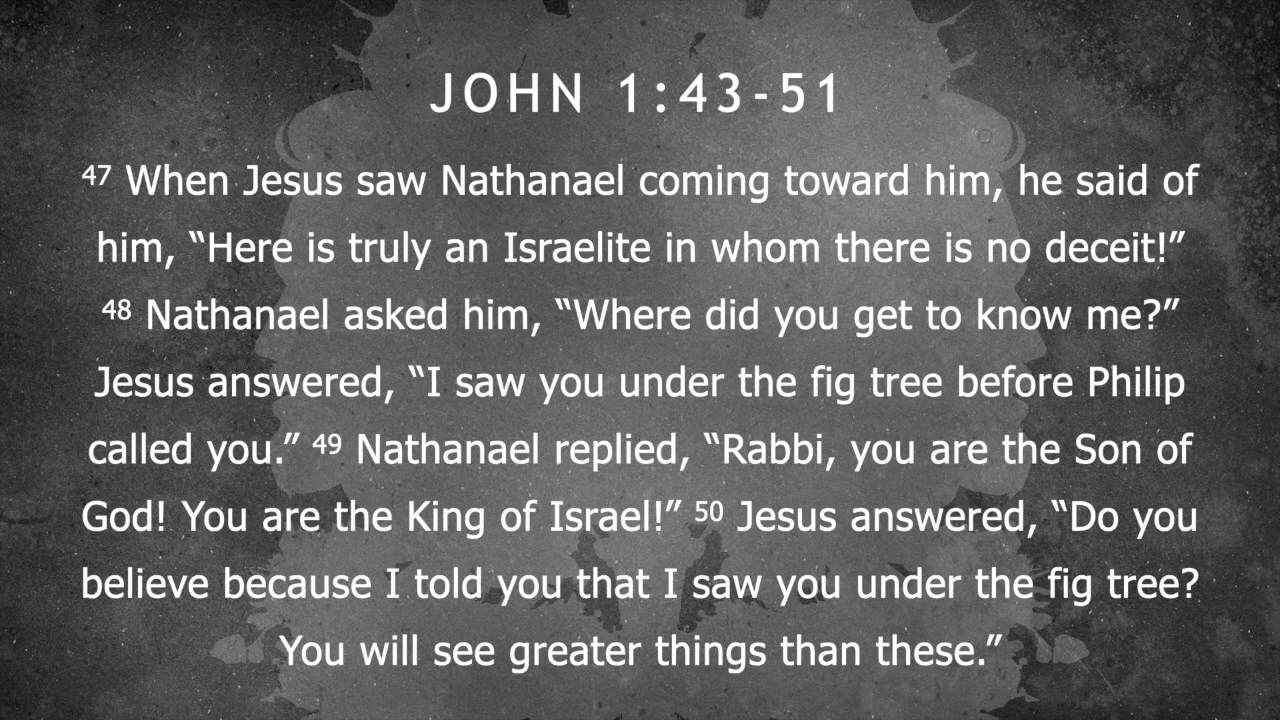 JOHN 1:43-51
⁴⁷ When Jesus saw Nathanael coming toward him, he said of
him, “Here is truly an Israelite in whom there is no deceit!”
⁴⁸ Nathanael asked him, “Where did you get to know me?”
Jesus answered, “I saw you under the fig tree before Philip
called you.” ⁴⁹ Nathanael replied, “Rabbi, you are the Son of
God! You are the King of Israel!” ⁵⁰ Jesus answered, “Do you
believe because I told you that I saw you under the fig tree?
You will see greater things than these.”